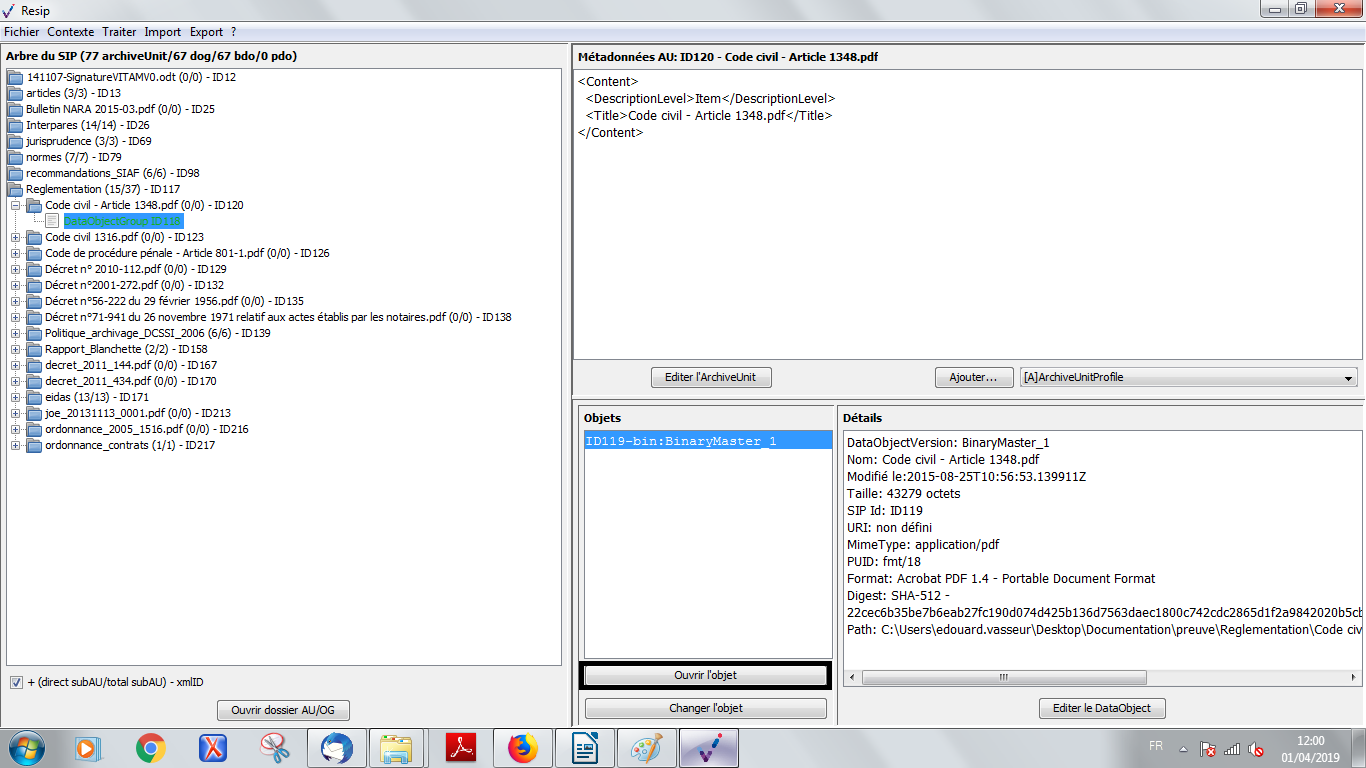 Resip
Fichier Contexte Traiter Import Export ?
Arbre du SIP (77 archiveUnit/67 dog/67 bdo/0 pdo)
141107-SignatureVITAMV0.odt (0/0) - ID12
articles (3/3) - ID13
Bulletin NARA 2015-03.pdf (0/0) - ID25
Interpares (14/14) - ID26
jurisprudence (3/3) - ID69
normes (7/7) - ID79
recommandations_SIAF (6/6) - ID98
Reglementation (15/37) - ID117
Code civil - Article 1348.pdf (0/0) - ID120
DataObjectGroup ID118
Code civil 1316.pdf (0/0) - ID123
Code de procédure pénale - Article 801-1.pdf (0/0) - ID126
Décret n° 2010-112.pdf (0/0) - ID129
Décret n°2001-272.pdf (0/0) - ID132
Décret n°56-222 du 29 février 1956.pdf (0/0) - ID135
Décret n°71-941 du 26 novembre 1971 relatif aux actes établis par les notaires.pdf (0/0) - ID138
Politique_archivage_DCSSI_2006 (6/6) - ID139
Rapport_Blanchette (2/2) - ID158
decret_2011_144.pdf (0/0) - ID167
decret_2011_434.pdf (0/0) - ID170
eidas (13/13) - ID171
joe_20131113_0001.pdf (0/0) - ID213
ordonnance_2005_1516.pdf (0/0) - ID216
ordonnance_contrats (1/1) - ID217
+ (direct subAU/total subAU) - xmlID
Ouvrir dossier AU/OG
Métadonnées AU: ID120 - Code civil - Article 1348.pdf
<Content>
<DescriptionLevel>Item</DescriptionLevel>
<Title>Code civil - Article 1348.pdf</Title>
</Content>
Editer l'ArchiveUnit
Ajouter...
[A]ArchiveUnitProfile
Objets
ID119-bin:BinaryMaster_1
Ouvrir l'objet
Changer l'objet
Détails
DataObjectVersion: BinaryMaster_1
Nom: Code civil - Article 1348.pdf
Modifié le:2015-08-25T10:56:53.139911Z
Taille: 43279 octets
SIP Id: ID119
URI: non défini
MimeType: application/pdf
PUID: fmt/18
Format: Acrobat PDF 1.4 - Portable Document Format
Digest: SHA-512 -
22cec6b35be7b6eab27fc190d074d425b136d7563daec1800c742cdc2865d1f2a9842020b5cb
Path: C:\Users\edouard.vasseur\Desktop\Documentation\preuve\Reglementation\Code civ
Editer le DataObject
FR
12:00
01/04/2019